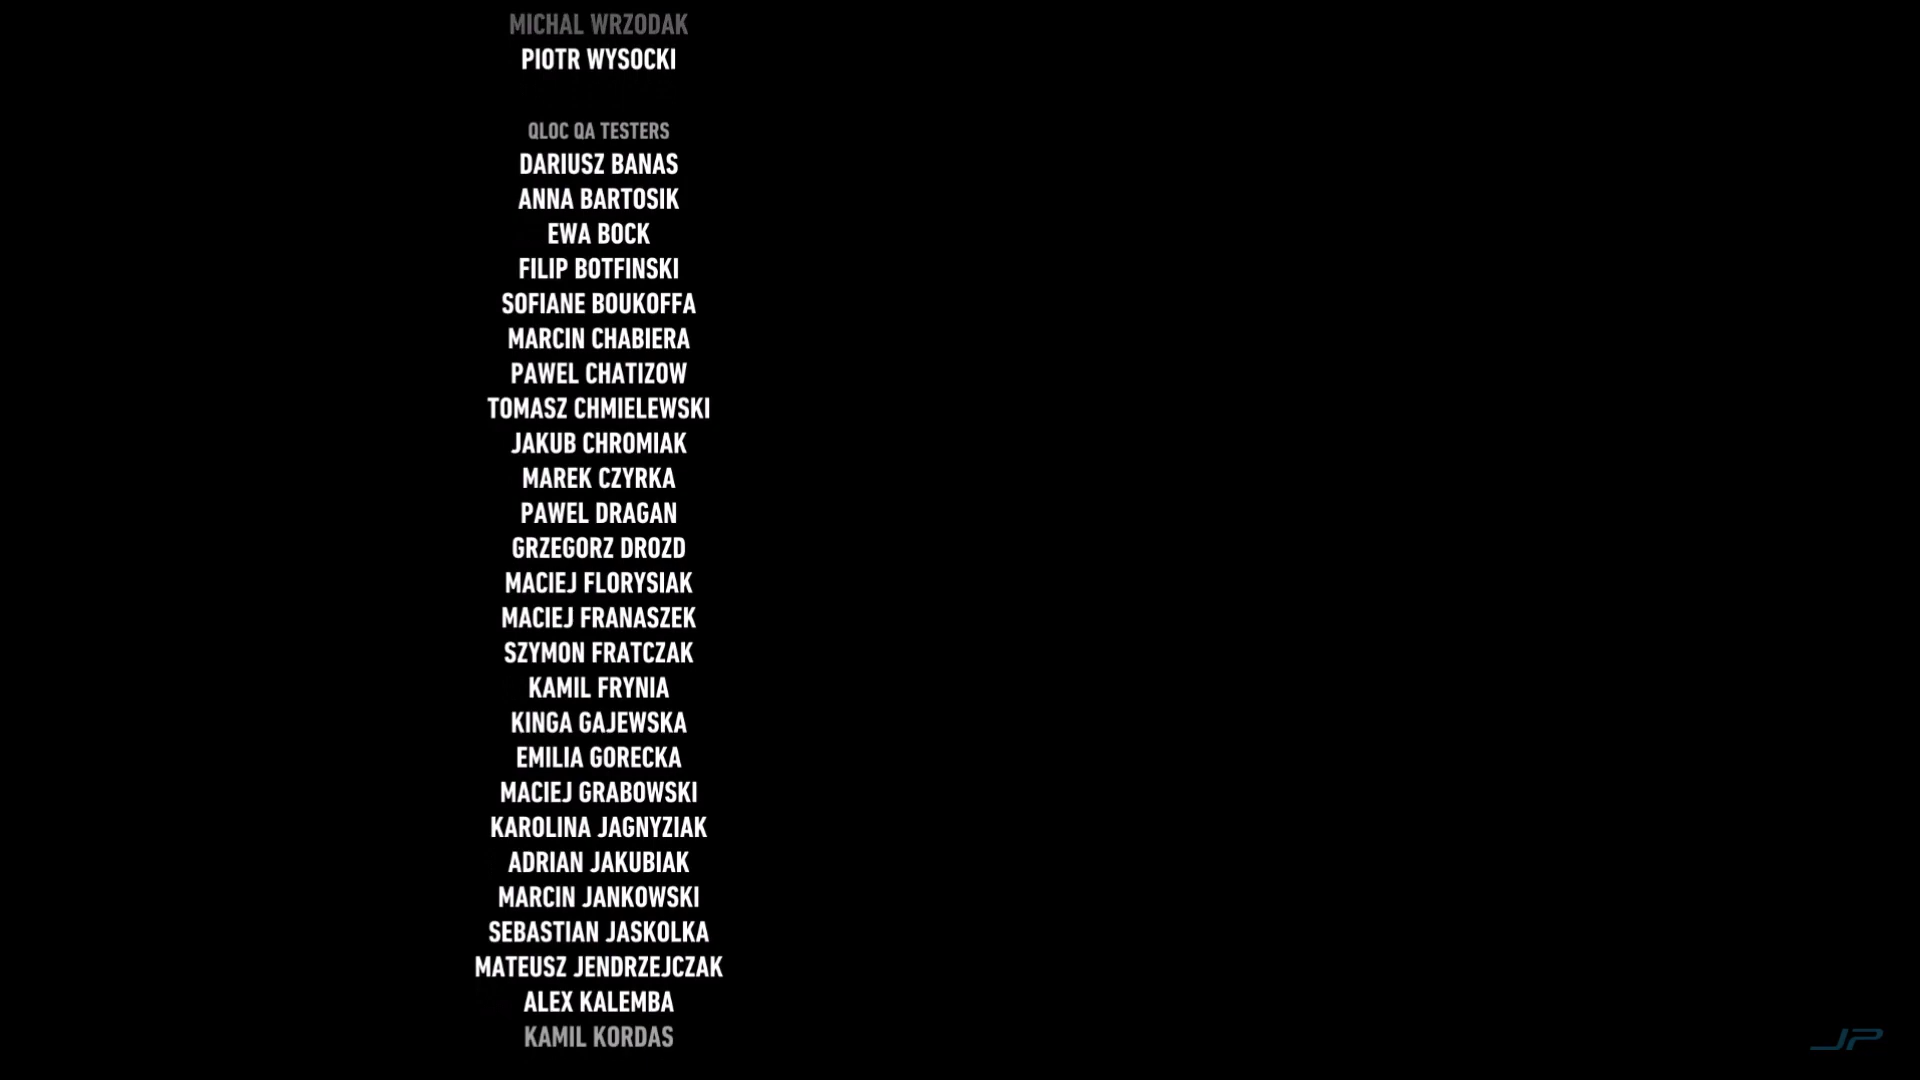 MICHAL WRZODAK
PIOTR WYSOCKI
QLOC QA TESTERS
DARIUSZ BANAS
ANNA BARTOSIK
EWA BOCK
FILIP BOTFINSKI
SOFIANE BOUKOFFA
MARCIN CHABIERA
PAWEL CHATIZOW
TOMASZ CHMIELEWSKI
JAKUB CHROMIAK
MAREK CZYRKA
PAWEL DRAGAN
GRZEGORZ DROZD
MACIEJ FLORYSIAK
MACIEJ FRANASZEK
SZYMON FRATCZAK
KAMIL FRYNIA
KINGA GAJEWSKA
EMILIA GORECKA
MACIEJ GRABOWSKI
KAROLINA JAGNYZIAK
ADRIAN JAKUBIAK
MARCIN JANKOWSKI
SEBASTIAN JASKOLKA
MATEUSZ JENDRZEJCZAK
ALEX KALEMBA
KAMIL KORDAS
JP